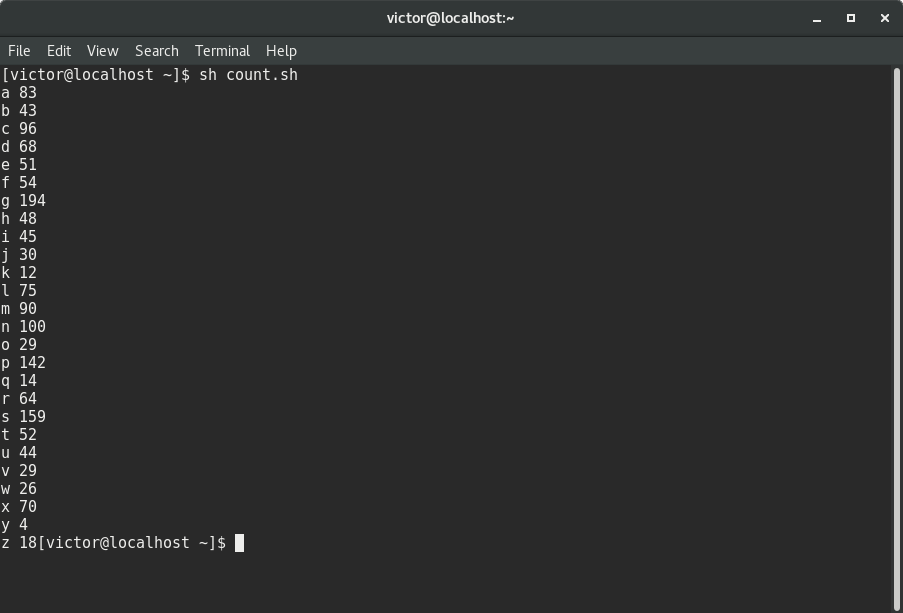 victor@localhost:~
File Edit View Search Terminal Help
[victor@localhost ~]$ sh count.sh
a 83
b 43
c 96
d 68
e 51
f 54
g 194
h 48
i 45
j 30
k 12
l 75
m 90
n 100
o 29
p 142
q 14
r 64
s 159
t 52
u 44
v 29
w 26
x 70
y 4
z 18[victor@localhost ~]$